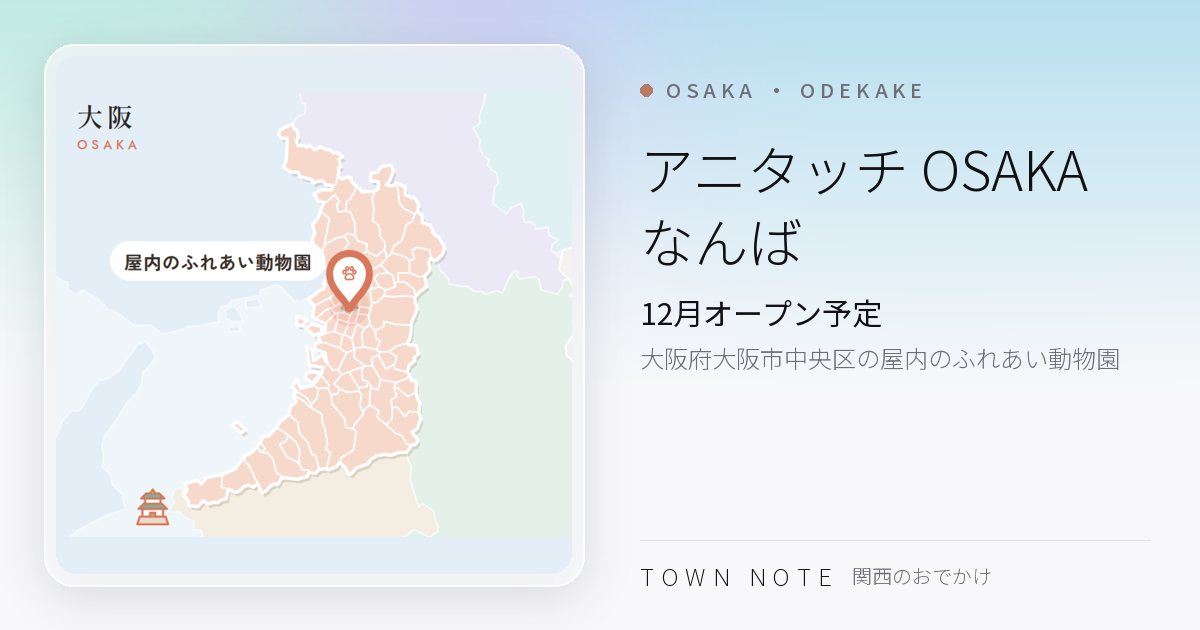 大阪
OSAKA
屋内のふれあい動物園
OSAKA・ODEKAKE
アニタッチ OSAKA
なんば
12月オープン予定
大阪府大阪市中央区の屋内のふれあい動物園
TOWN NOTE 関西のおでかけ